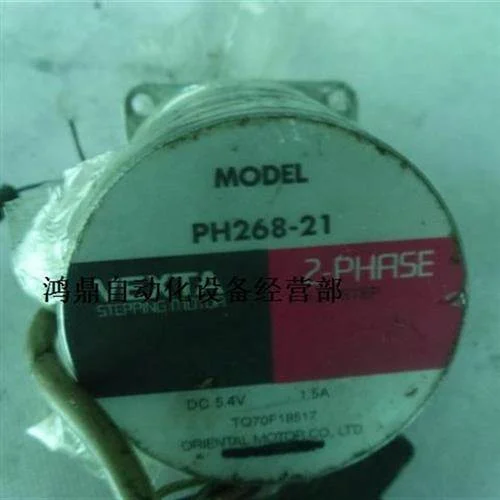 MODEL
PH268-21
2-PHASE
鸿鼎自动化设备经营部
STEPPING MOTOR
DC 5.4V 1.5A
TQ70F18517
ORIENTAL MOTOR CO., LTD